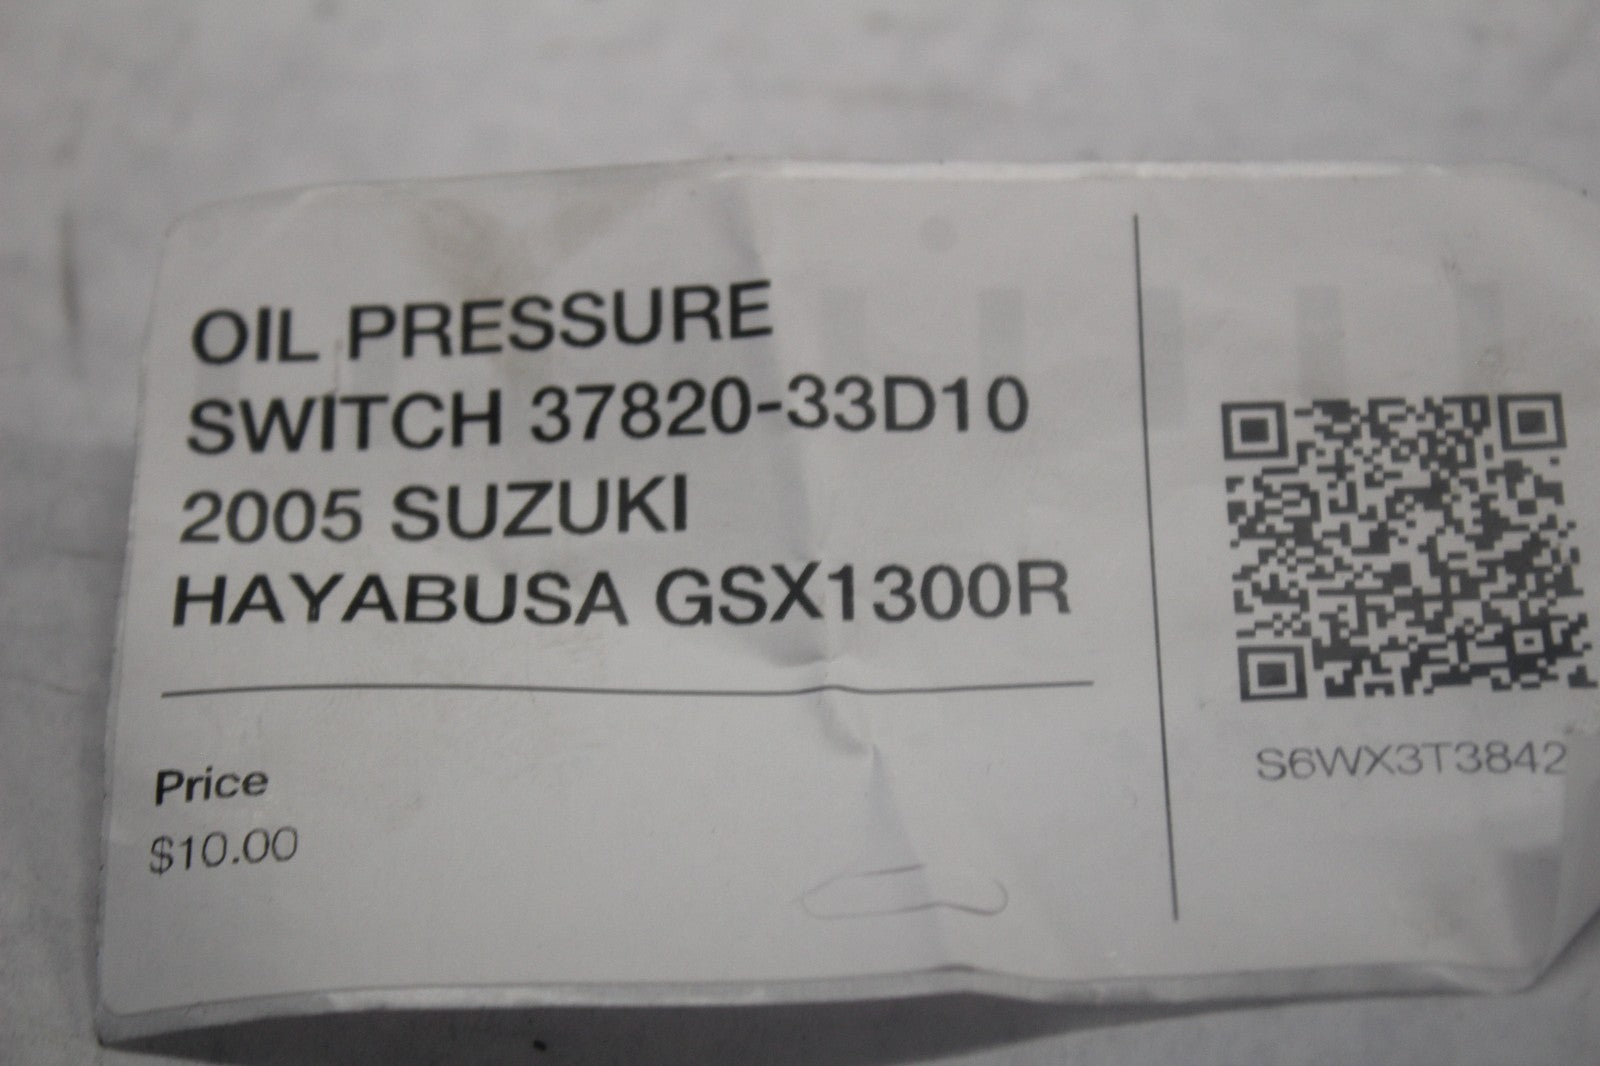 OIL PRESSURE
SWITCH 37820-33D10
2005 SUZUKI
HAYABUSA GSX1300R
Price
$10.00
S6WX3T3842